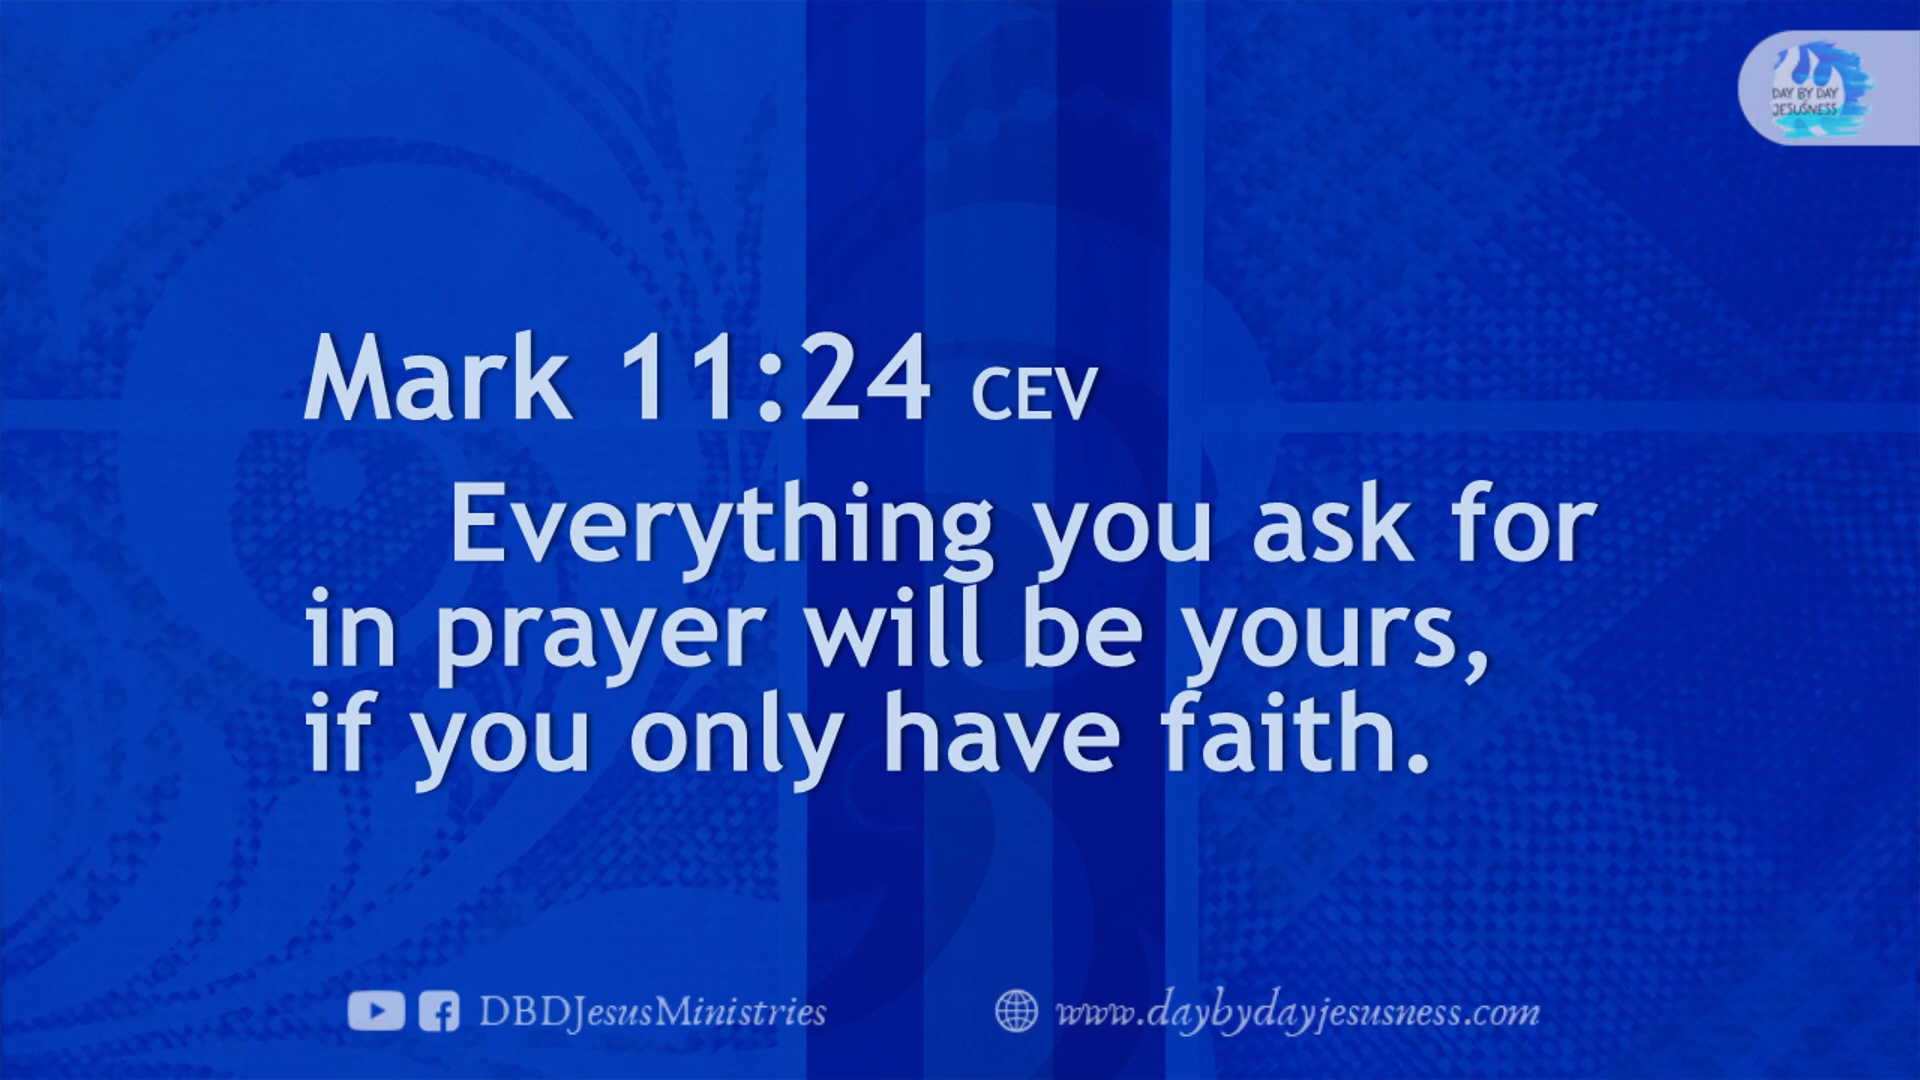 DAY BY DAY
JESUSNESS
Mark 11:24 CEV
Everything you ask for
in prayer will be yours,
if you only have faith.
DBDJesusMinistries
www.daybydayjesusness.com